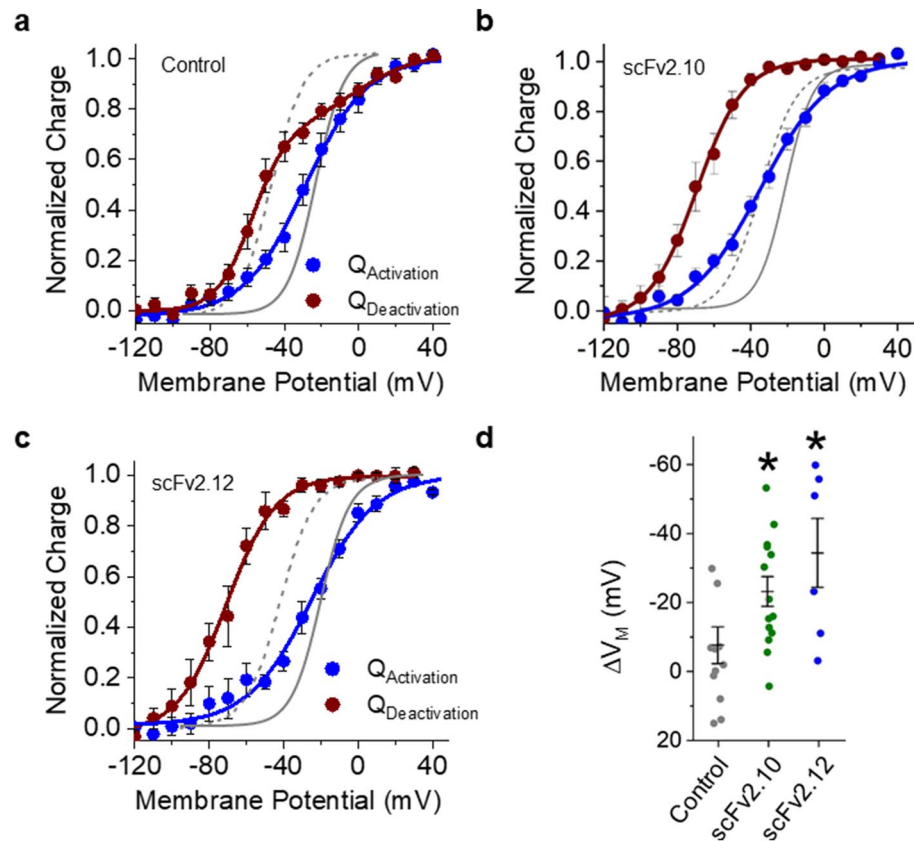 a
Control
Normalized Charge
1.0
0.8
0.6
0.4
0.2
0.0
Q Activation
Q Deactivation
-120 -80 -40 0 40
Membrane Potential (mV)
b
scFv2.10
Normalized Charge
1.0
0.8
0.6
0.4
0.2
0.0
-120 -80 -40 0 40
Membrane Potential (mV)
c
scFv2.12
Normalized Charge
1.0
0.8
0.6
0.4
0.2
0.0
Q Activation
Q Deactivation
-120 -80 -40 0 40
Membrane Potential (mV)
d
* *
ΔVM (mV)
-60
-40
-20
0
20
Control
scFv2.10
scFv2.12